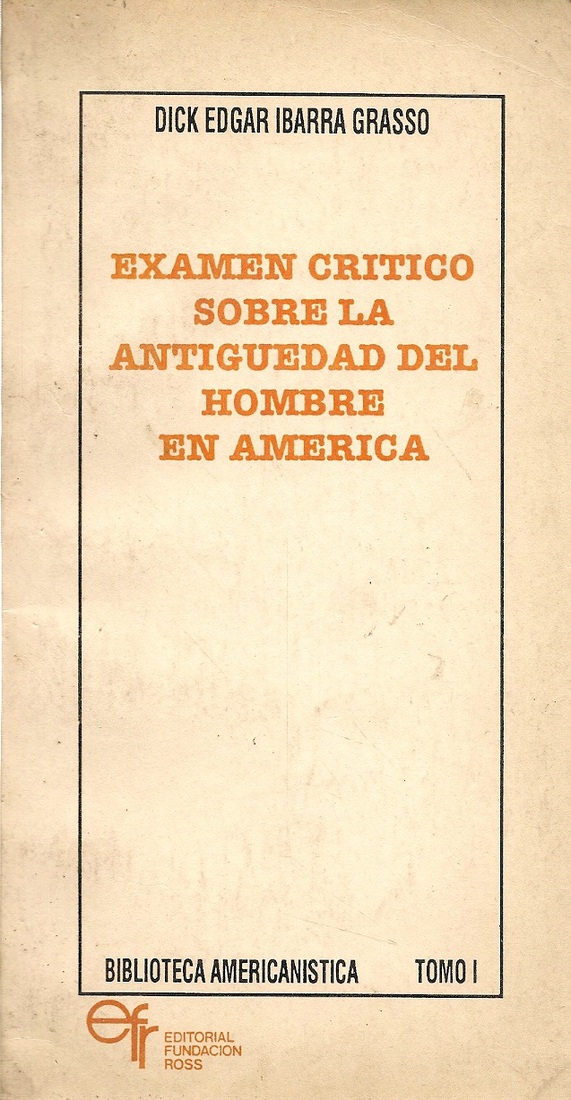 DICK EDGAR IBARRA GRASSO
EXAMEN CRITICO
SOBRE LA
ANTIGUEDAD DEL
HOMBRE
EN AMERICA
BIBLIOTECA AMERICANISTICA TOMO I
efr
EDITORIAL
FUNDACION
ROSS